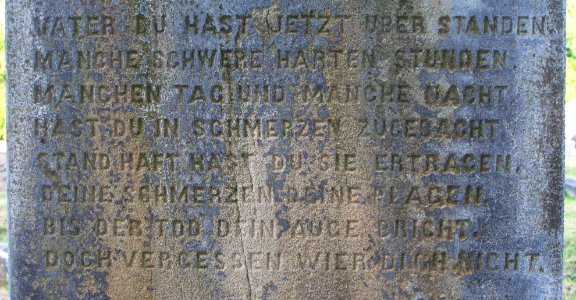 VATER DU HAST JETZT ÜBER STANDEN.
MANCHE SCHWERE HARTEN STUNDEN.
MANCHEN TAG UND MANCHE NACHT.
HAST DU IN SCHMERZEN ZUGEBACHT.
STANDHAFT HAST DU SIE ERTRAGEN.
DEINE SCHMERZEN DEINE PLAGEN.
BIS DER TOD DEIN AUGE BRICHT.
DOCH VERGESSEN WIER DICH NICHT.